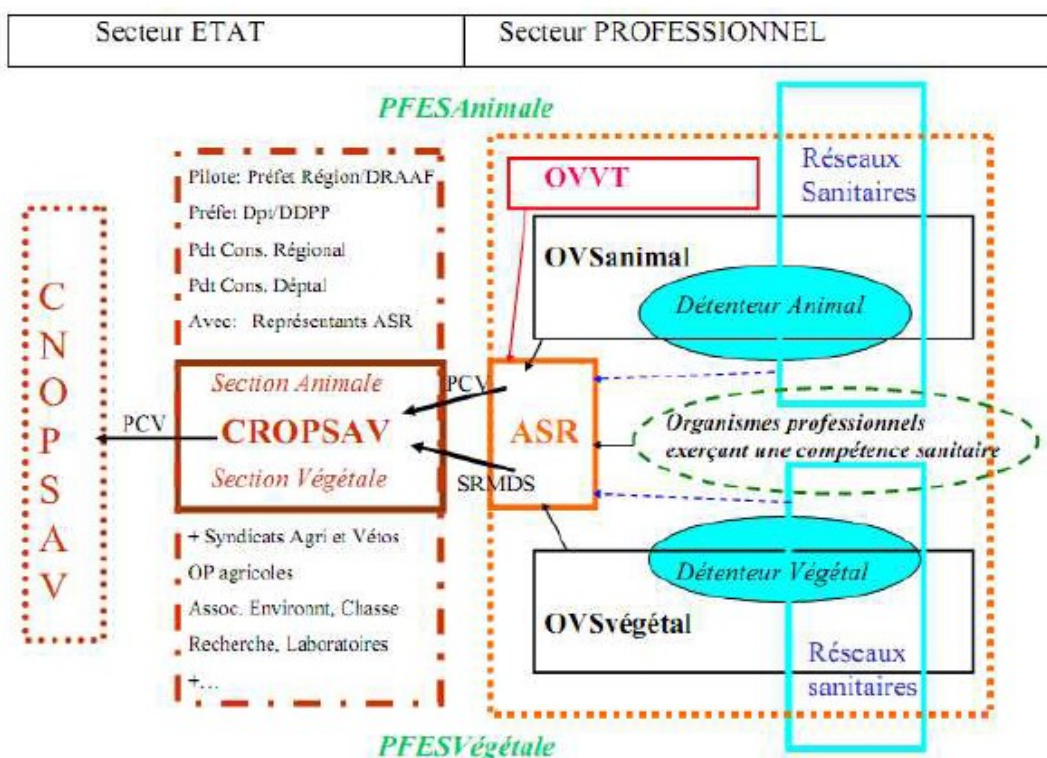 Secteur ETAT
Secteur PROFESSIONNEL
PFESAnimale
Pilote: Préfet Région/DRAAF
Préfet Dpt/DDPP
Pdt Cons. Régional
Pdt Cons. Déptal
Avec: Représentants ASR
OVVT
Réseaux
Sanitaires
OVSanimal
Détenteur Animal
CNOPSAV
PCV
Section Animale
CROPSAV
Section Végétale
PCV
SRMDS
ASR
Organismes professionnels
exerçant une compétence sanitaire
+ Syndicats Agri et Vétos
OP agricoles
Assoc. Environnt, Chasse
Recherche, Laboratoires
+...
Détenteur Végétal
OVSvégétal
Réseaux
sanitaires
PFESVégétale